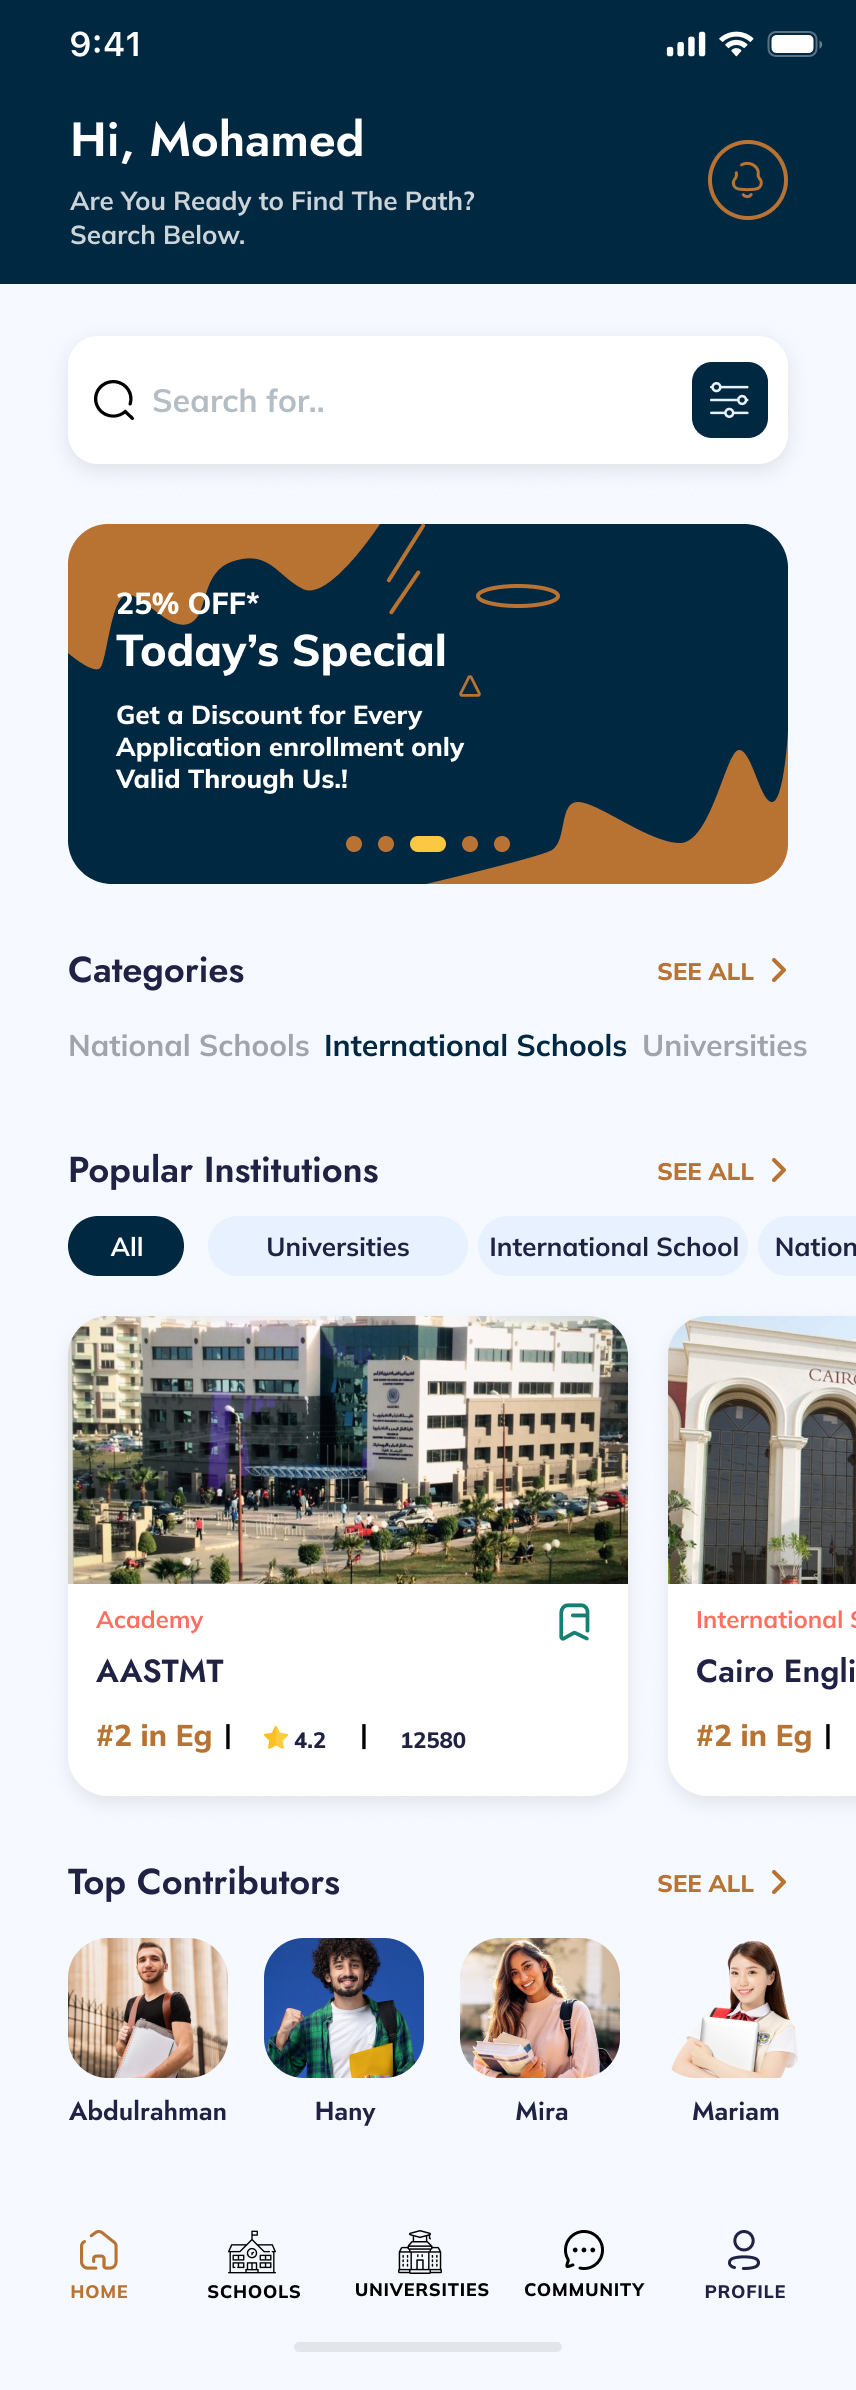 9:41
Hi, Mohamed
Are You Ready to Find The Path?
Search Below.
Search for..
25% OFF*
Today’s Special
Get a Discount for Every
Application enrollment only
Valid Through Us.!
Categories
SEE ALL
National Schools International Schools Universities
Popular Institutions
SEE ALL
All Universities International School Nation
CAIRO
Academy
AASTMT
#2 in Eg | 4.2 | 12580
International S
Cairo Engli
#2 in Eg |
Top Contributors
SEE ALL
Abdulrahman Hany Mira Mariam
HOME SCHOOLS UNIVERSITIES COMMUNITY PROFILE